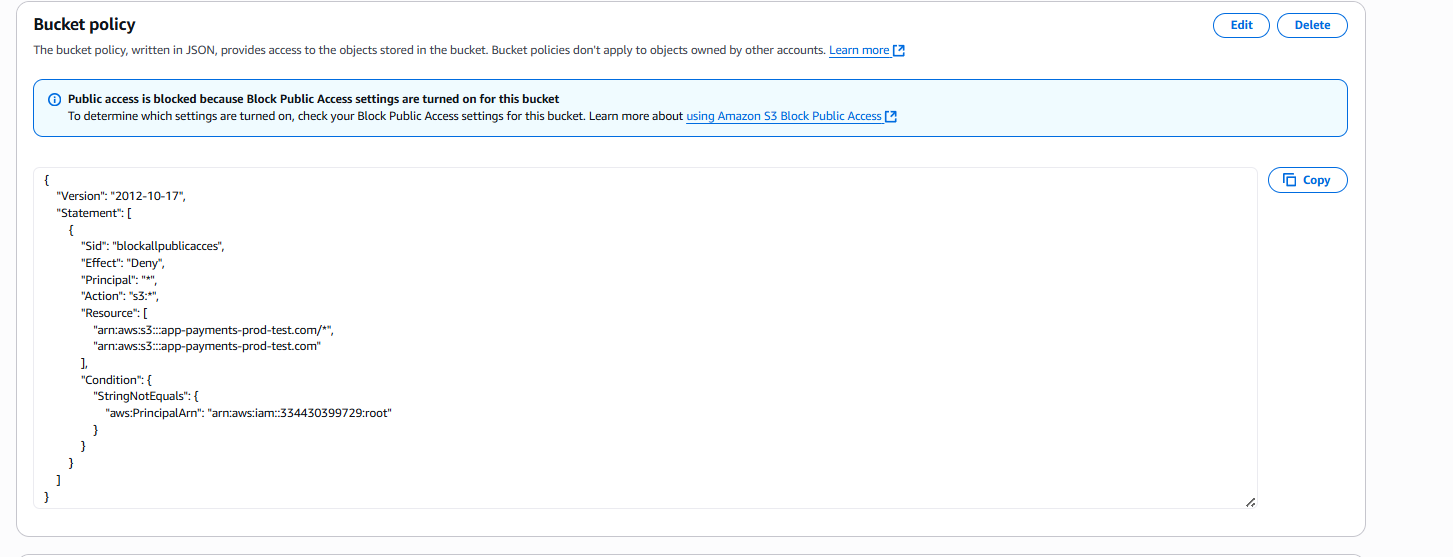 Bucket policy
Edit
Delete
The bucket policy, written in JSON, provides access to the objects stored in the bucket. Bucket policies don't apply to objects owned by other accounts. Learn more
Public access is blocked because Block Public Access settings are turned on for this bucket
To determine which settings are turned on, check your Block Public Access settings for this bucket. Learn more about using Amazon S3 Block Public Access
Copy
{
"Version": "2012-10-17",
"Statement": [
{
"Sid": "blockallpublicacces",
"Effect": "Deny",
"Principal": "*",
"Action": "s3:*",
"Resource": [
"arn:aws:s3:::app-payments-prod-test.com/*",
"arn:aws:s3:::app-payments-prod-test.com"
],
"Condition": {
"StringNotEquals": {
"aws:PrincipalArn": "arn:aws:iam::334430399729:root"
}
}
}
]
}